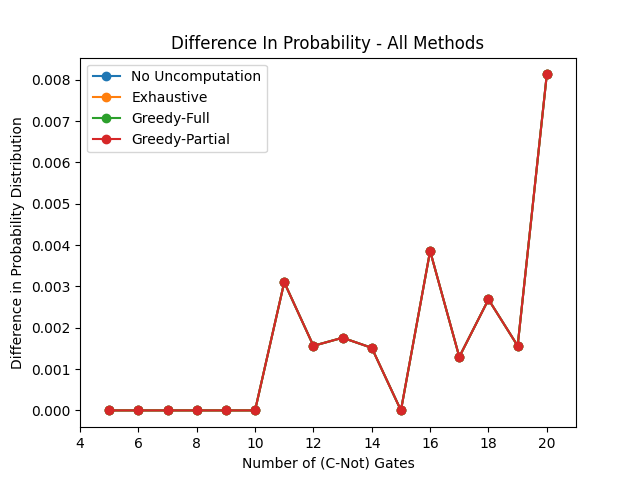 Difference In Probability - All Methods
No Uncomputation
Exhaustive
Greedy-Full
Greedy-Partial
Difference in Probability Distribution
0.008
0.007
0.006
0.005
0.004
0.003
0.002
0.001
0.000
4 6 8 10 12 14 16 18 20
Number of (C-Not) Gates